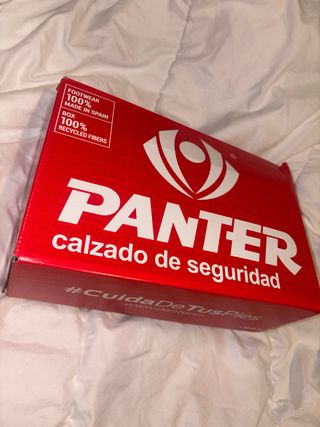 FOOTWEAR
100%
MADE IN SPAIN
BOX
100%
RECYCLED FIBERS
PANTER
calzado de seguridad
#CuidaDeTusPies